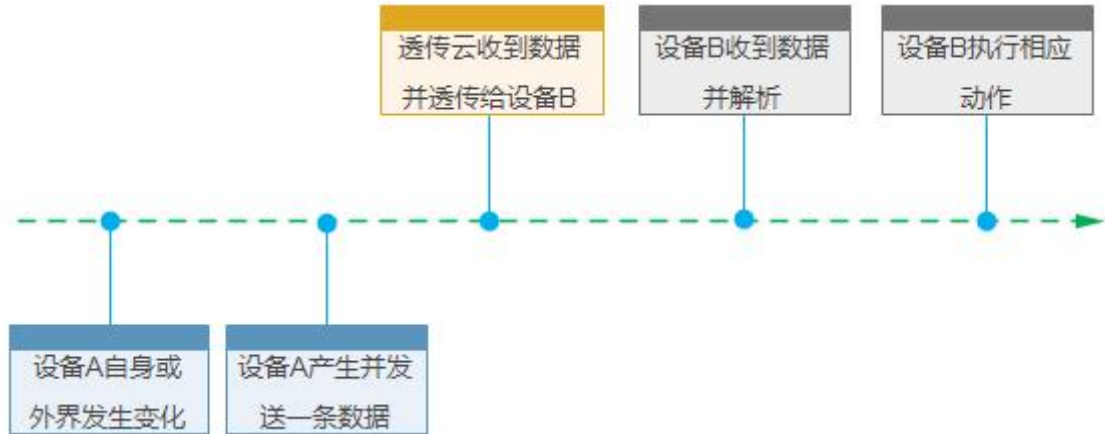 透传云收到数据
并透传给设备B
设备B收到数据
并解析
设备B执行相应
动作
设备A自身或
外界发生变化
设备A产生并发
送一条数据